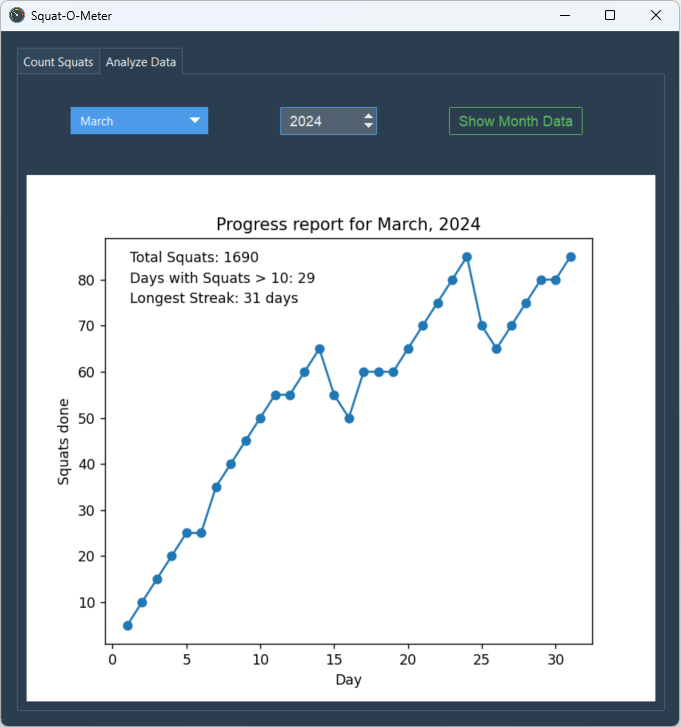 Squat-O-Meter
Count Squats Analyze Data
March 2024 Show Month Data
Progress report for March, 2024
Total Squats: 1690
Days with Squats > 10: 29
Longest Streak: 31 days
80
70
60
50
40
30
20
10
Squats done
0 5 10 15 20 25 30
Day